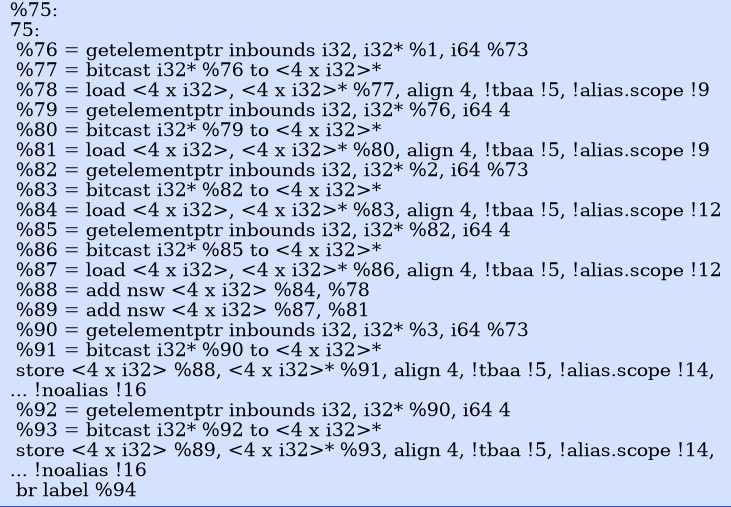 %75:
75:
%76 = getelementptr inbounds i32, i32* %1, i64 %73
%77 = bitcast i32* %76 to <4 x i32>*
%78 = load <4 x i32>, <4 x i32>* %77, align 4, !tbaa !5, !alias.scope !9
%79 = getelementptr inbounds i32, i32* %76, i64 4
%80 = bitcast i32* %79 to <4 x i32>*
%81 = load <4 x i32>, <4 x i32>* %80, align 4, !tbaa !5, !alias.scope !9
%82 = getelementptr inbounds i32, i32* %2, i64 %73
%83 = bitcast i32* %82 to <4 x i32>*
%84 = load <4 x i32>, <4 x i32>* %83, align 4, !tbaa !5, !alias.scope !12
%85 = getelementptr inbounds i32, i32* %82, i64 4
%86 = bitcast i32* %85 to <4 x i32>*
%87 = load <4 x i32>, <4 x i32>* %86, align 4, !tbaa !5, !alias.scope !12
%88 = add nsw <4 x i32> %84, %78
%89 = add nsw <4 x i32> %87, %81
%90 = getelementptr inbounds i32, i32* %3, i64 %73
%91 = bitcast i32* %90 to <4 x i32>*
store <4 x i32> %88, <4 x i32>* %91, align 4, !tbaa !5, !alias.scope !14,
... !noalias !16
%92 = getelementptr inbounds i32, i32* %90, i64 4
%93 = bitcast i32* %92 to <4 x i32>*
store <4 x i32> %89, <4 x i32>* %93, align 4, !tbaa !5, !alias.scope !14,
... !noalias !16
br label %94